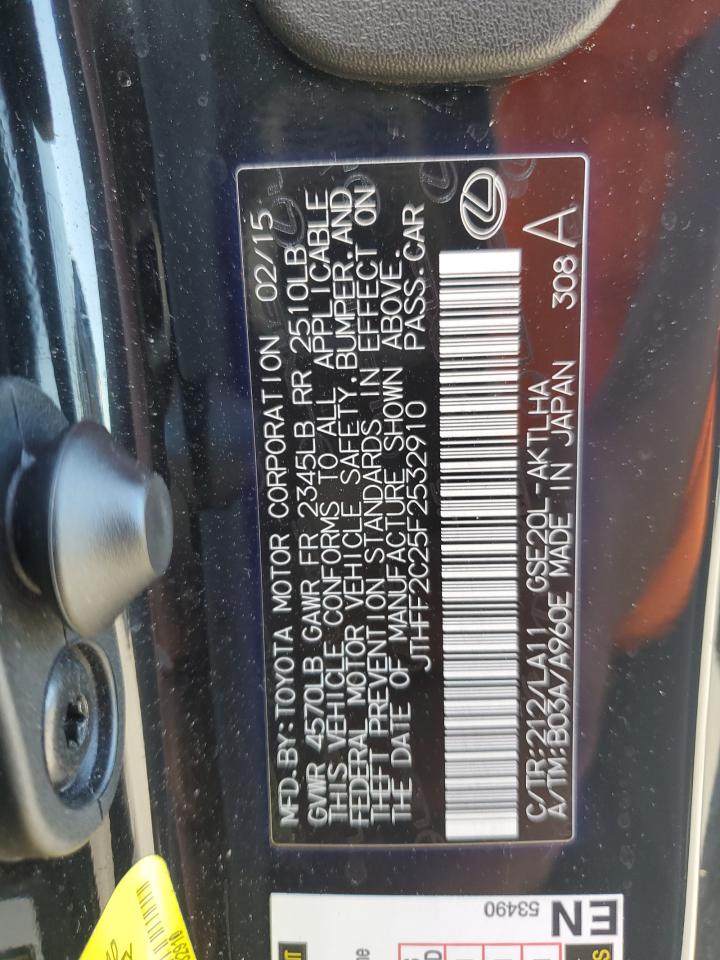 MFD.BY:TOYOTA MOTOR CORPORATION 02/15
GVWR 4570LB GAWR FR 2345LB RR 2510LB
THIS VEHICLE CONFORMS TO ALL APPLICABLE
FEDERAL MOTOR VEHICLE SAFETY,BUMPER,AND
THEFT PREVENTION STANDARDS IN EFFECT ON
THE DATE OF MANUFACTURE SHOWN ABOVE.
JTHFF2C25F2532910 PASS.CAR
C/TR:212/LA11 GSE20L-AKTLHA
A/TM:B03A/A960E MADE IN JAPAN 308 A
EN
53490